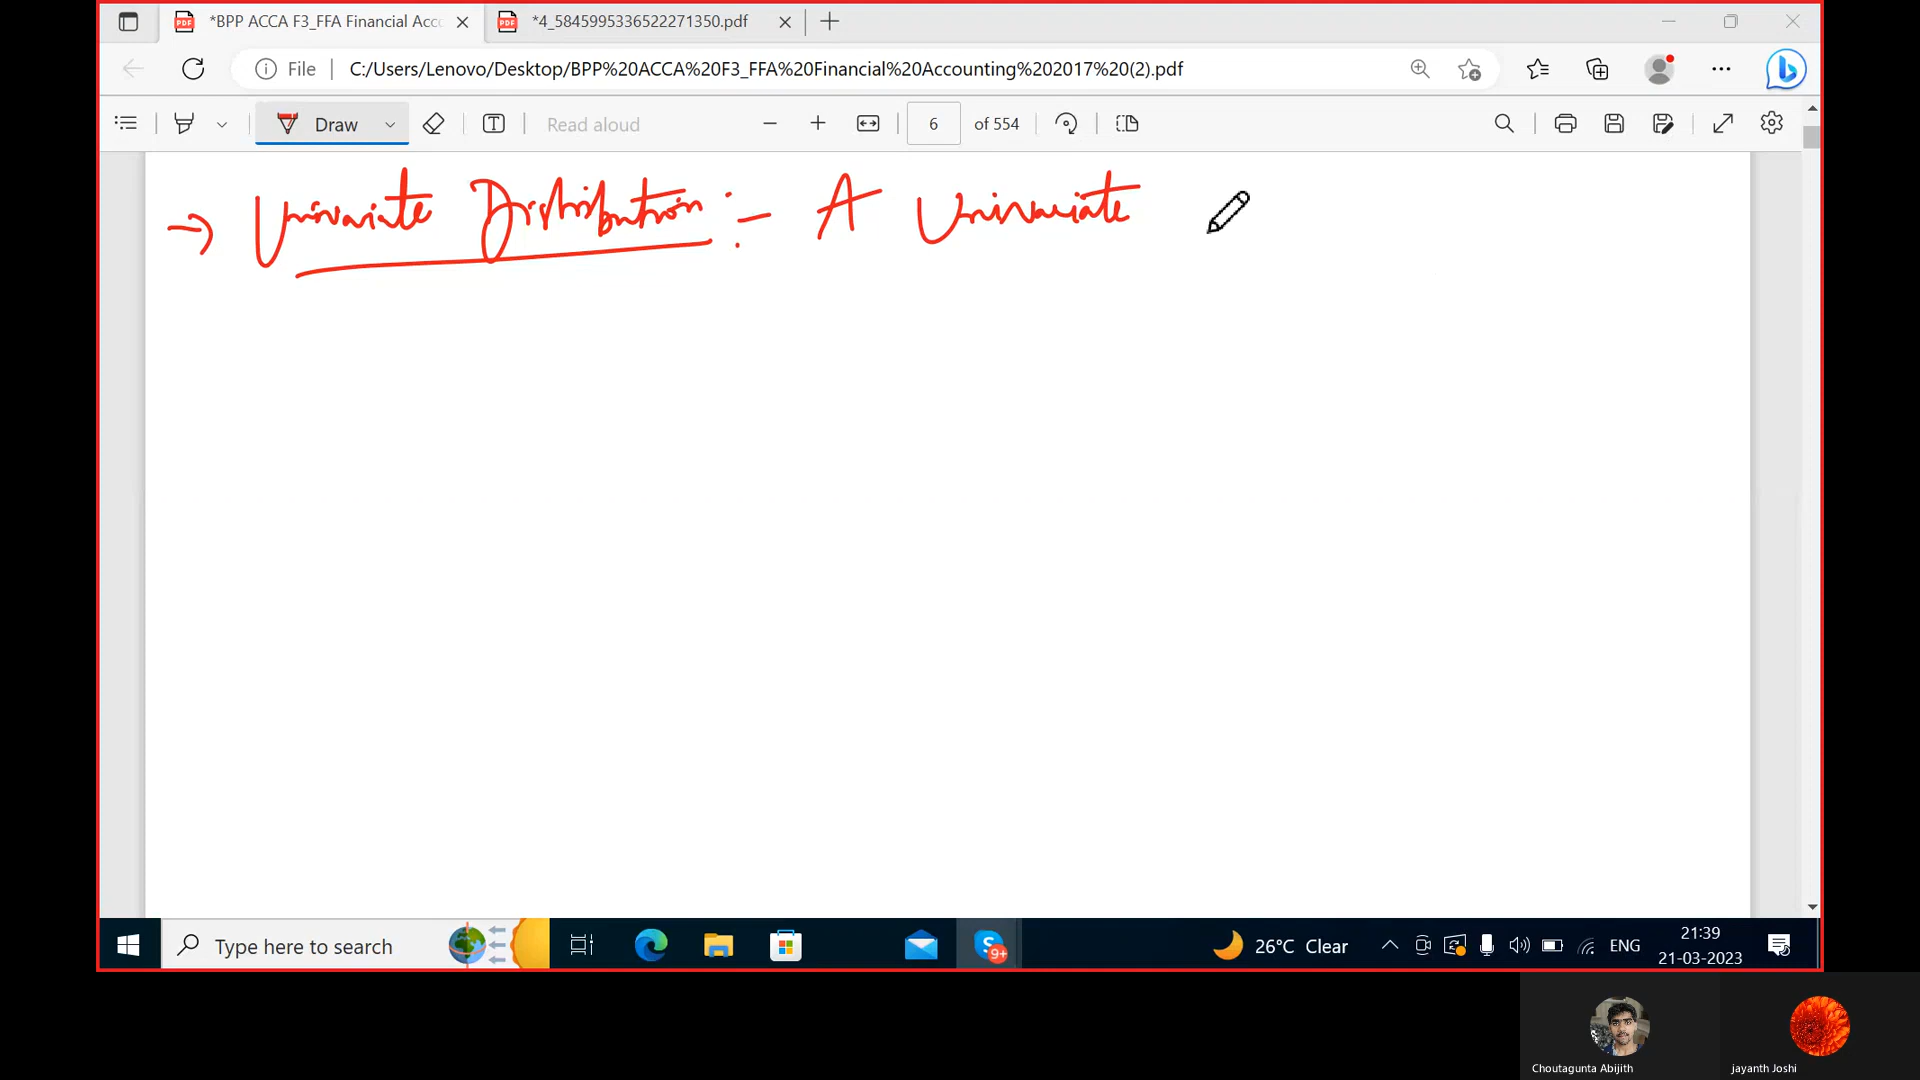 *BPP ACCA F3_FFA Financial Acc
*4_5845995336522271350.pdf
File
C:/Users/Lenovo/Desktop/BPP%20ACCA%20F3_FFA%20Financial%20Accounting%202017%20(2).pdf
Draw
Read aloud
6 of 554
→ Univariate Distribution :- A Univariate
Type here to search
26°C Clear
ENG
21:39
21-03-2023
9+
Choutagunta Abijith
jayanth Joshi